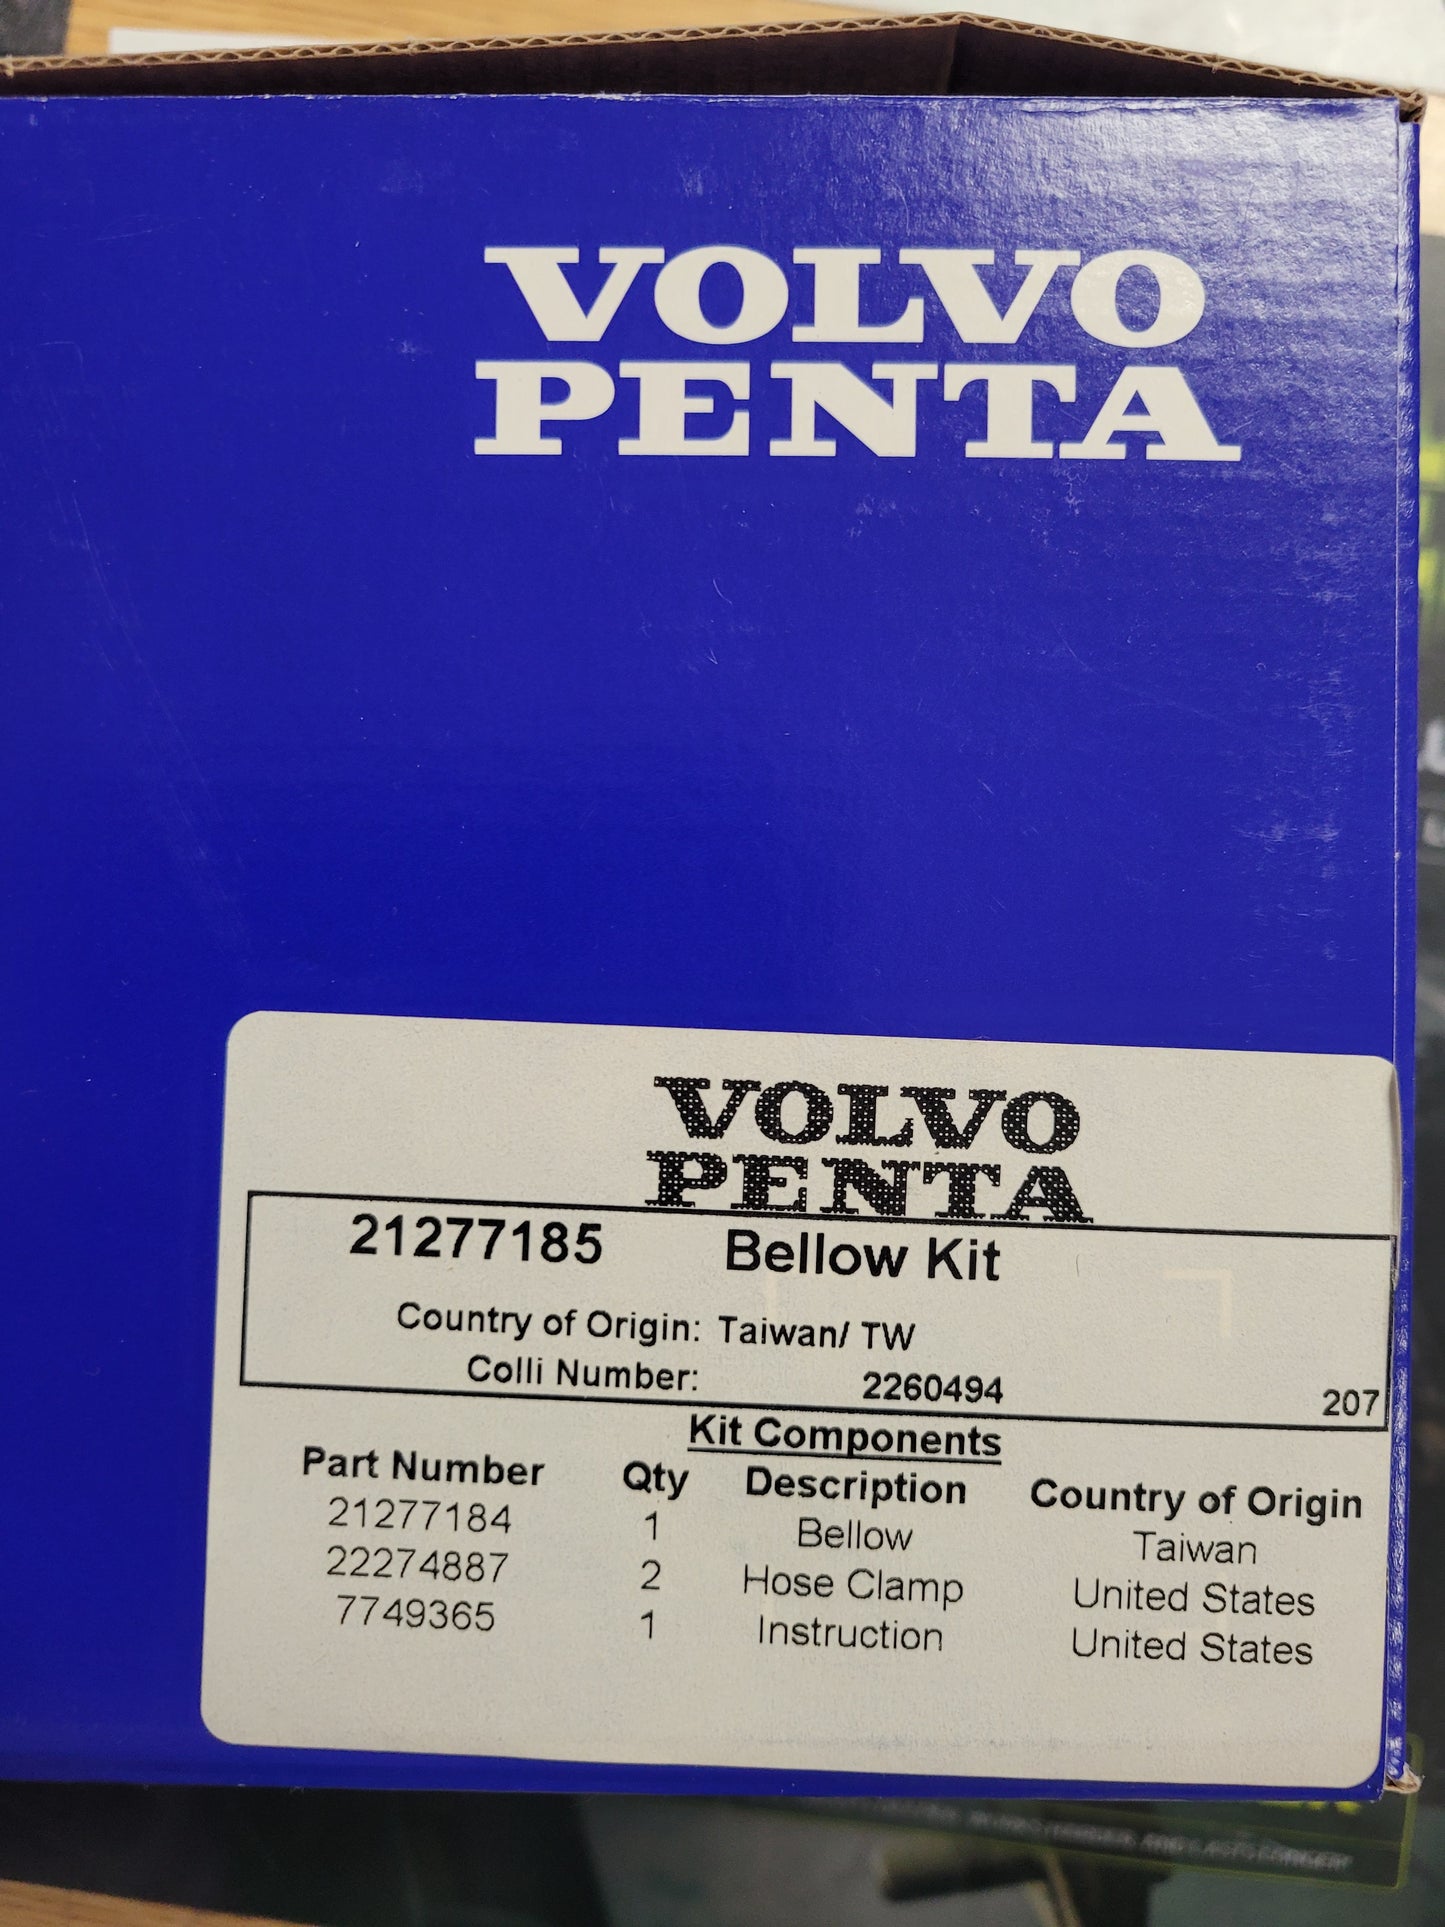 VOLVO
PENTA
VOLVO
PENTA
21277185 Bellow Kit
Country of Origin: Taiwan/ TW
Colli Number: 2260494 207
Kit Components
Part Number Qty Description Country of Origin
21277184 1 Bellow Taiwan
22274887 2 Hose Clamp United States
7749365 1 Instruction United States